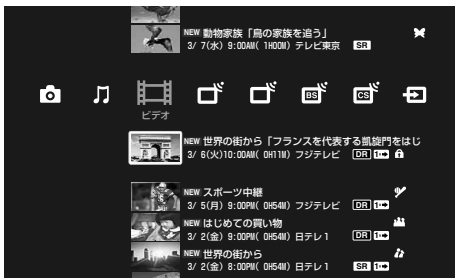 NEW 動物家族「鳥の家族を追う」
3/ 7(水) 9:00AM( 1H00M) テレビ東京 SR
BS
CS
ビデオ
NEW 世界の街から「フランスを代表する凱旋門をはじ
3/ 6(火)10:00AM( 0H11M) フジテレビ DR 1
NEW スポーツ中継
3/ 5(月) 9:00PM( 0H54M) フジテレビ DR 1
NEW はじめての買い物
3/ 2(金) 9:00PM( 0H54M) 日テレ1 DR 1
NEW 世界の街から
3/ 2(金) 8:00PM( 0H54M) 日テレ1 SR 1